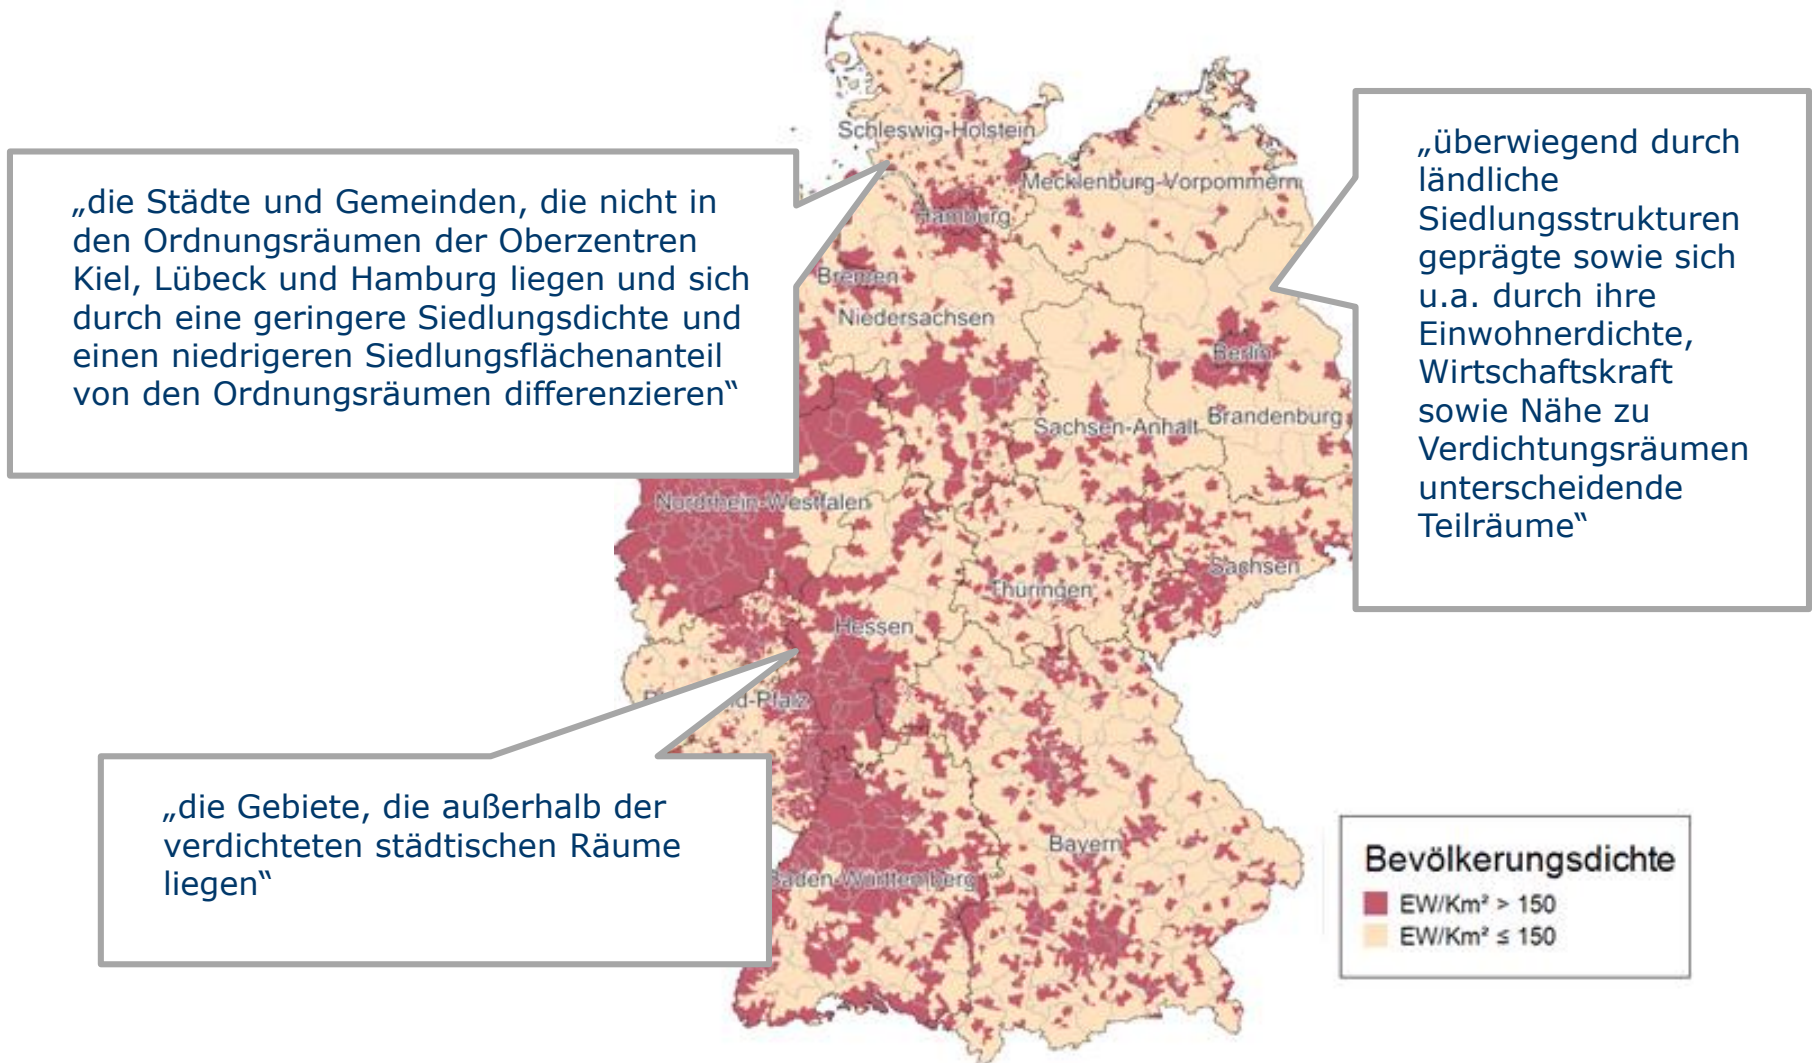 „die Städte und Gemeinden, die nicht in
den Ordnungsräumen der Oberzentren
Kiel, Lübeck und Hamburg liegen und sich
durch eine geringere Siedlungsdichte und
einen niedrigeren Siedlungsflächenanteil
von den Ordnungsräumen differenzieren“
„überwiegend durch
ländliche
Siedlungsstrukturen
geprägte sowie sich
u.a. durch ihre
Einwohnerdichte,
Wirtschaftskraft
sowie Nähe zu
Verdichtungsräumen
unterscheidende
Teilräume“
Schleswig-Holstein
Mecklenburg-Vorpommern
Hamburg
Bremen
Niedersachsen
Berlin
Brandenburg
Sachsen-Anhalt
Nordrhein-Westfalen
Sachsen
Thüringen
Hessen
d-Pfalz
Bayern
Baden-Württemberg
„die Gebiete, die außerhalb der
verdichteten städtischen Räume
liegen“
Bevölkerungsdichte
EW/Km² > 150
EW/Km² ≤ 150